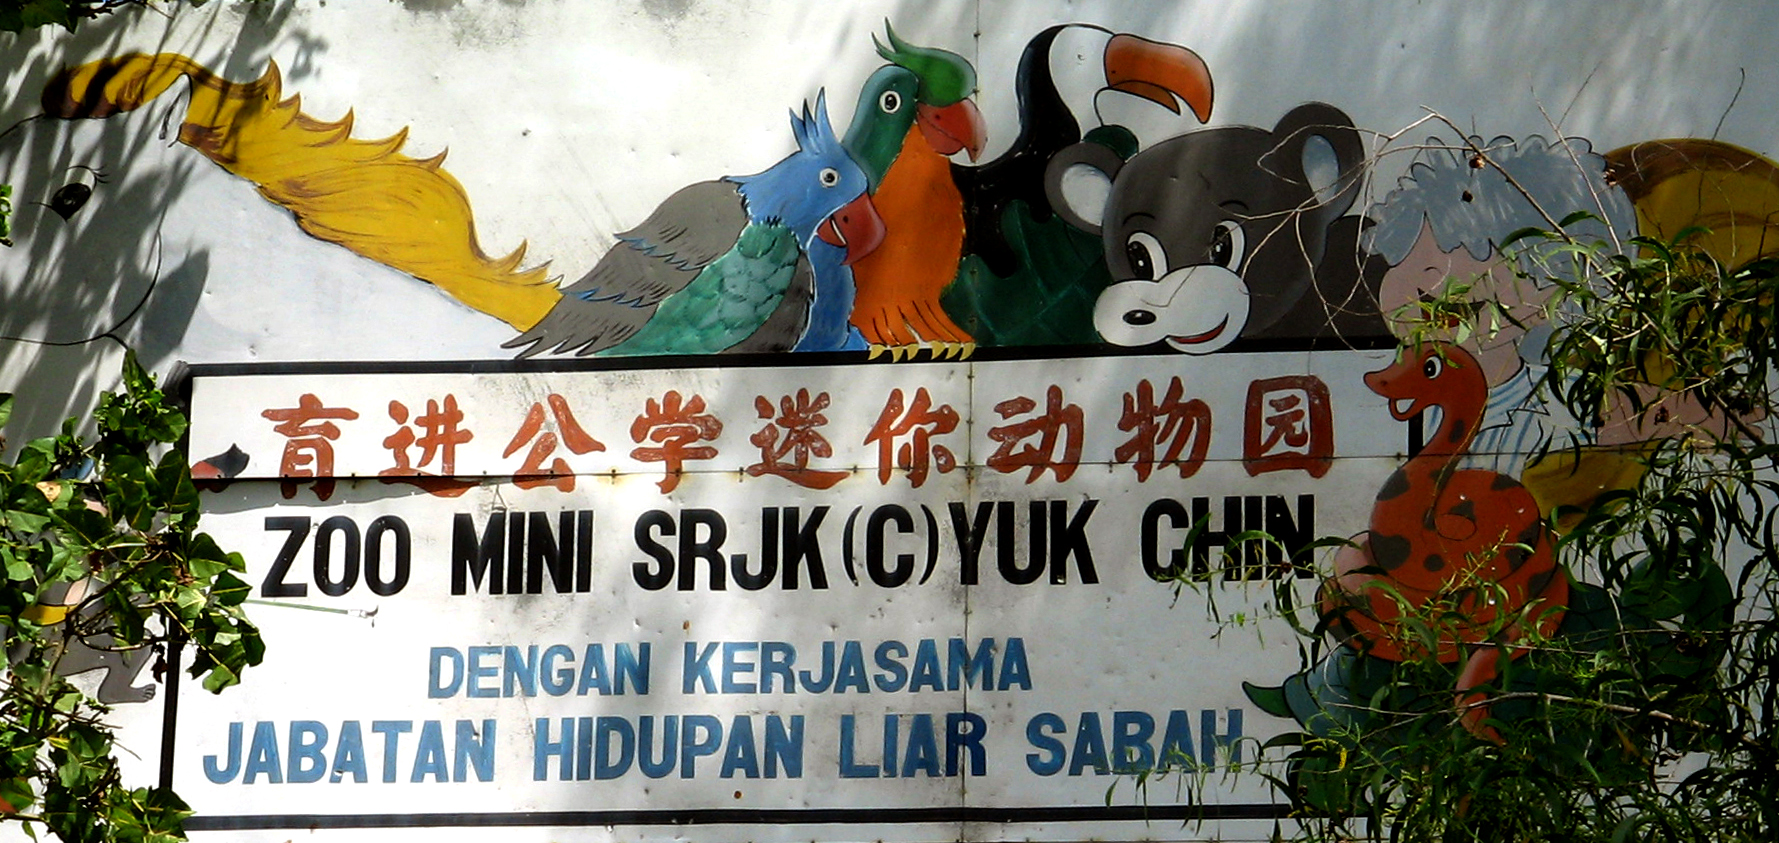 育进公学迷你动物园
ZOO MINI SRJK(C) YUK CHIN
DENGAN KERJASAMA
JABATAN HIDUPAN LIAR SABAH